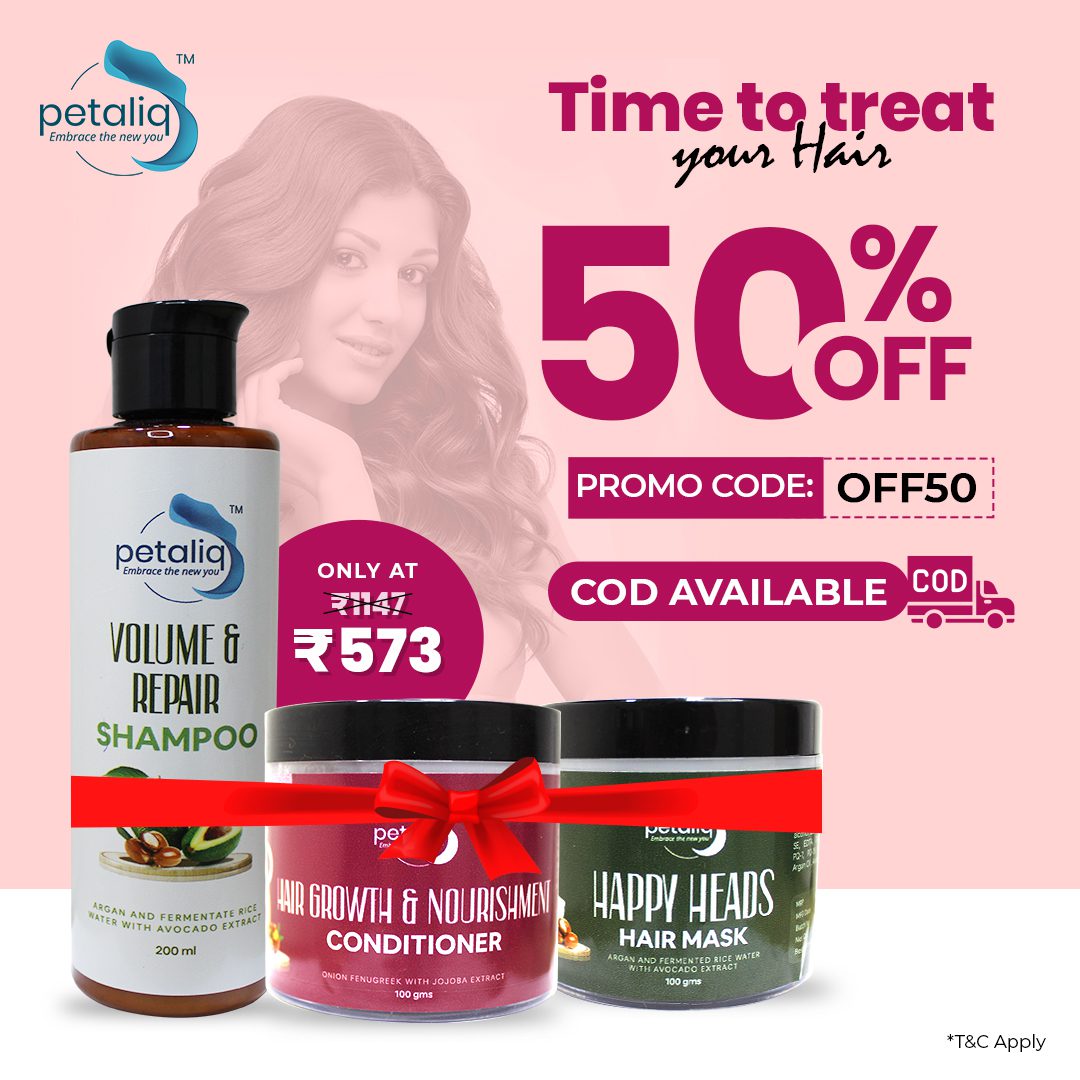 petaliq
TM
Embrace the new you
Time to treat
your Hair
50%
OFF
PROMO CODE: OFF50
COD AVAILABLE
COD
ONLY AT
₹1147
₹573
petaliq
TM
Embrace the new you
VOLUME &
REPAIR
SHAMPOO
ARGAN AND FERMENTATE RICE
WATER WITH AVOCADO EXTRACT
200 ml
HAIR GROWTH & NOURISHMENT
CONDITIONER
ONION FENUGREEK WITH JOJOBA EXTRACT
100 gms
petaliq
Embrace the new you
HAPPY HEADS
HAIR MASK
ARGAN AND FERMENTED RICE WATER
WITH AVOCADO EXTRACT
100 gms
*T&C Apply